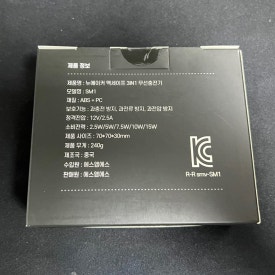 제품 정보
제품명 : 뉴메이커 맥세이프 3IN1 무선충전기
모델명 : SM1
재질 : ABS + PC
보호기능 : 과충전 방지, 과전류 방지, 과전압 방지
정격전압 : 12V/2.5A
소비전력 : 2.5W/5W/7.5W/10W/15W
제품 사이즈 : 70*70*30mm
제품 무게 : 240g
제조국 : 중국
수입원 : 에스엠에스
판매원 : 에스엠에스
R-R smv-SM1